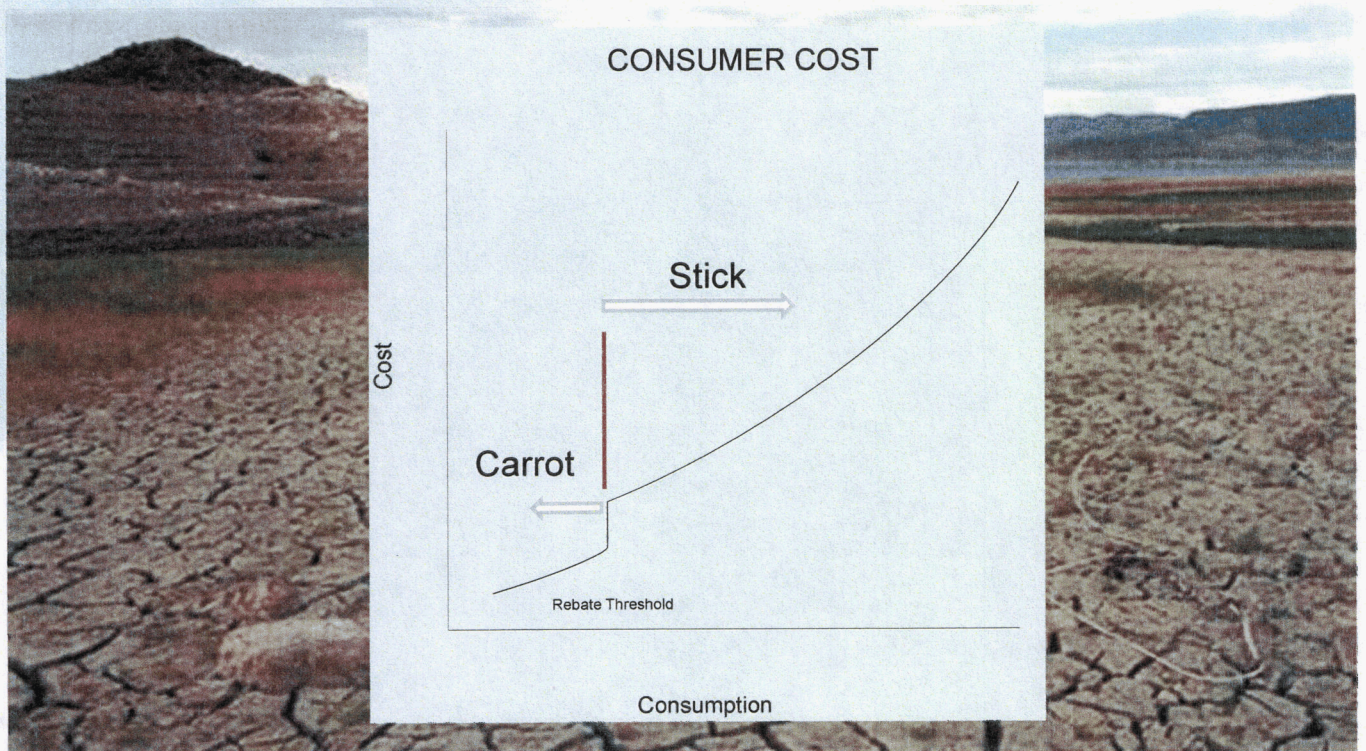 CONSUMER COST
Stick
Cost
Carrot
Rebate Threshold
Consumption